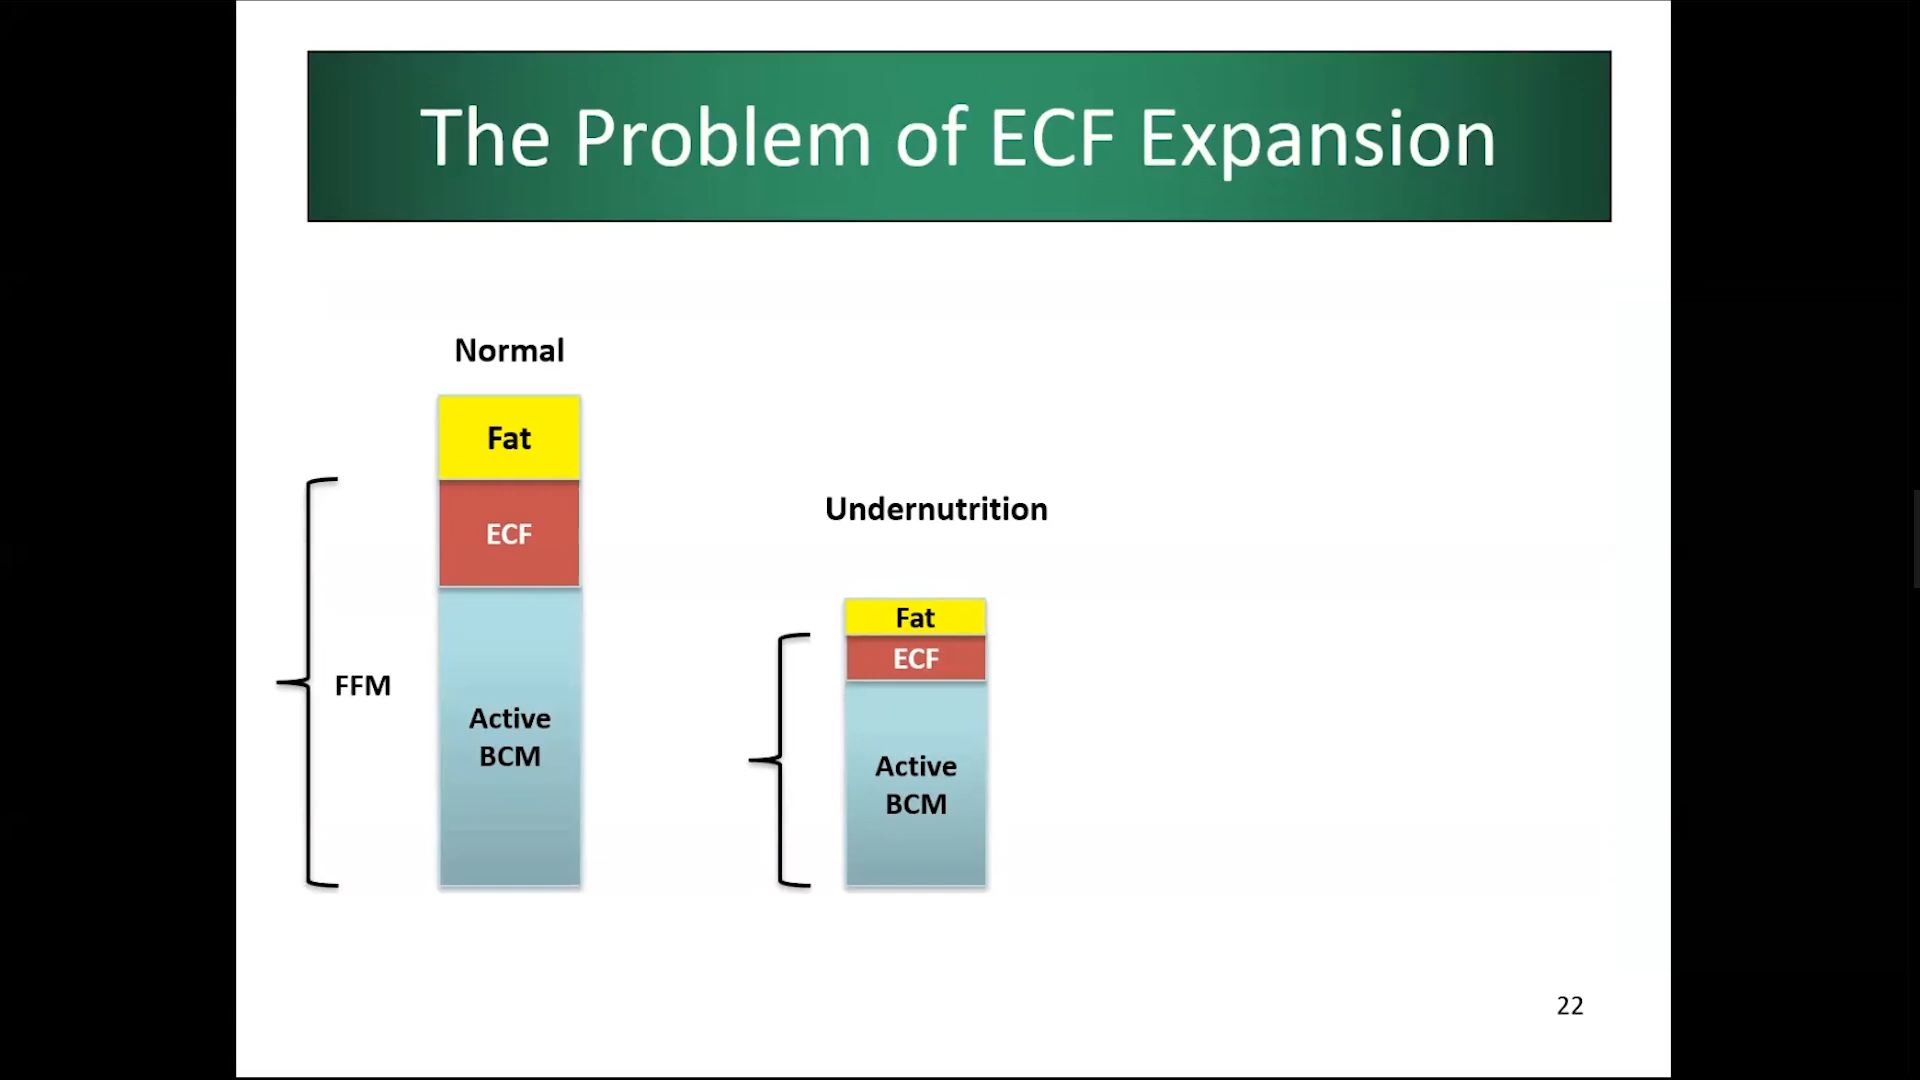 The Problem of ECF Expansion
Normal
Fat
ECF
FFM
Active
BCM
Undernutrition
Fat
ECF
Active
BCM
22